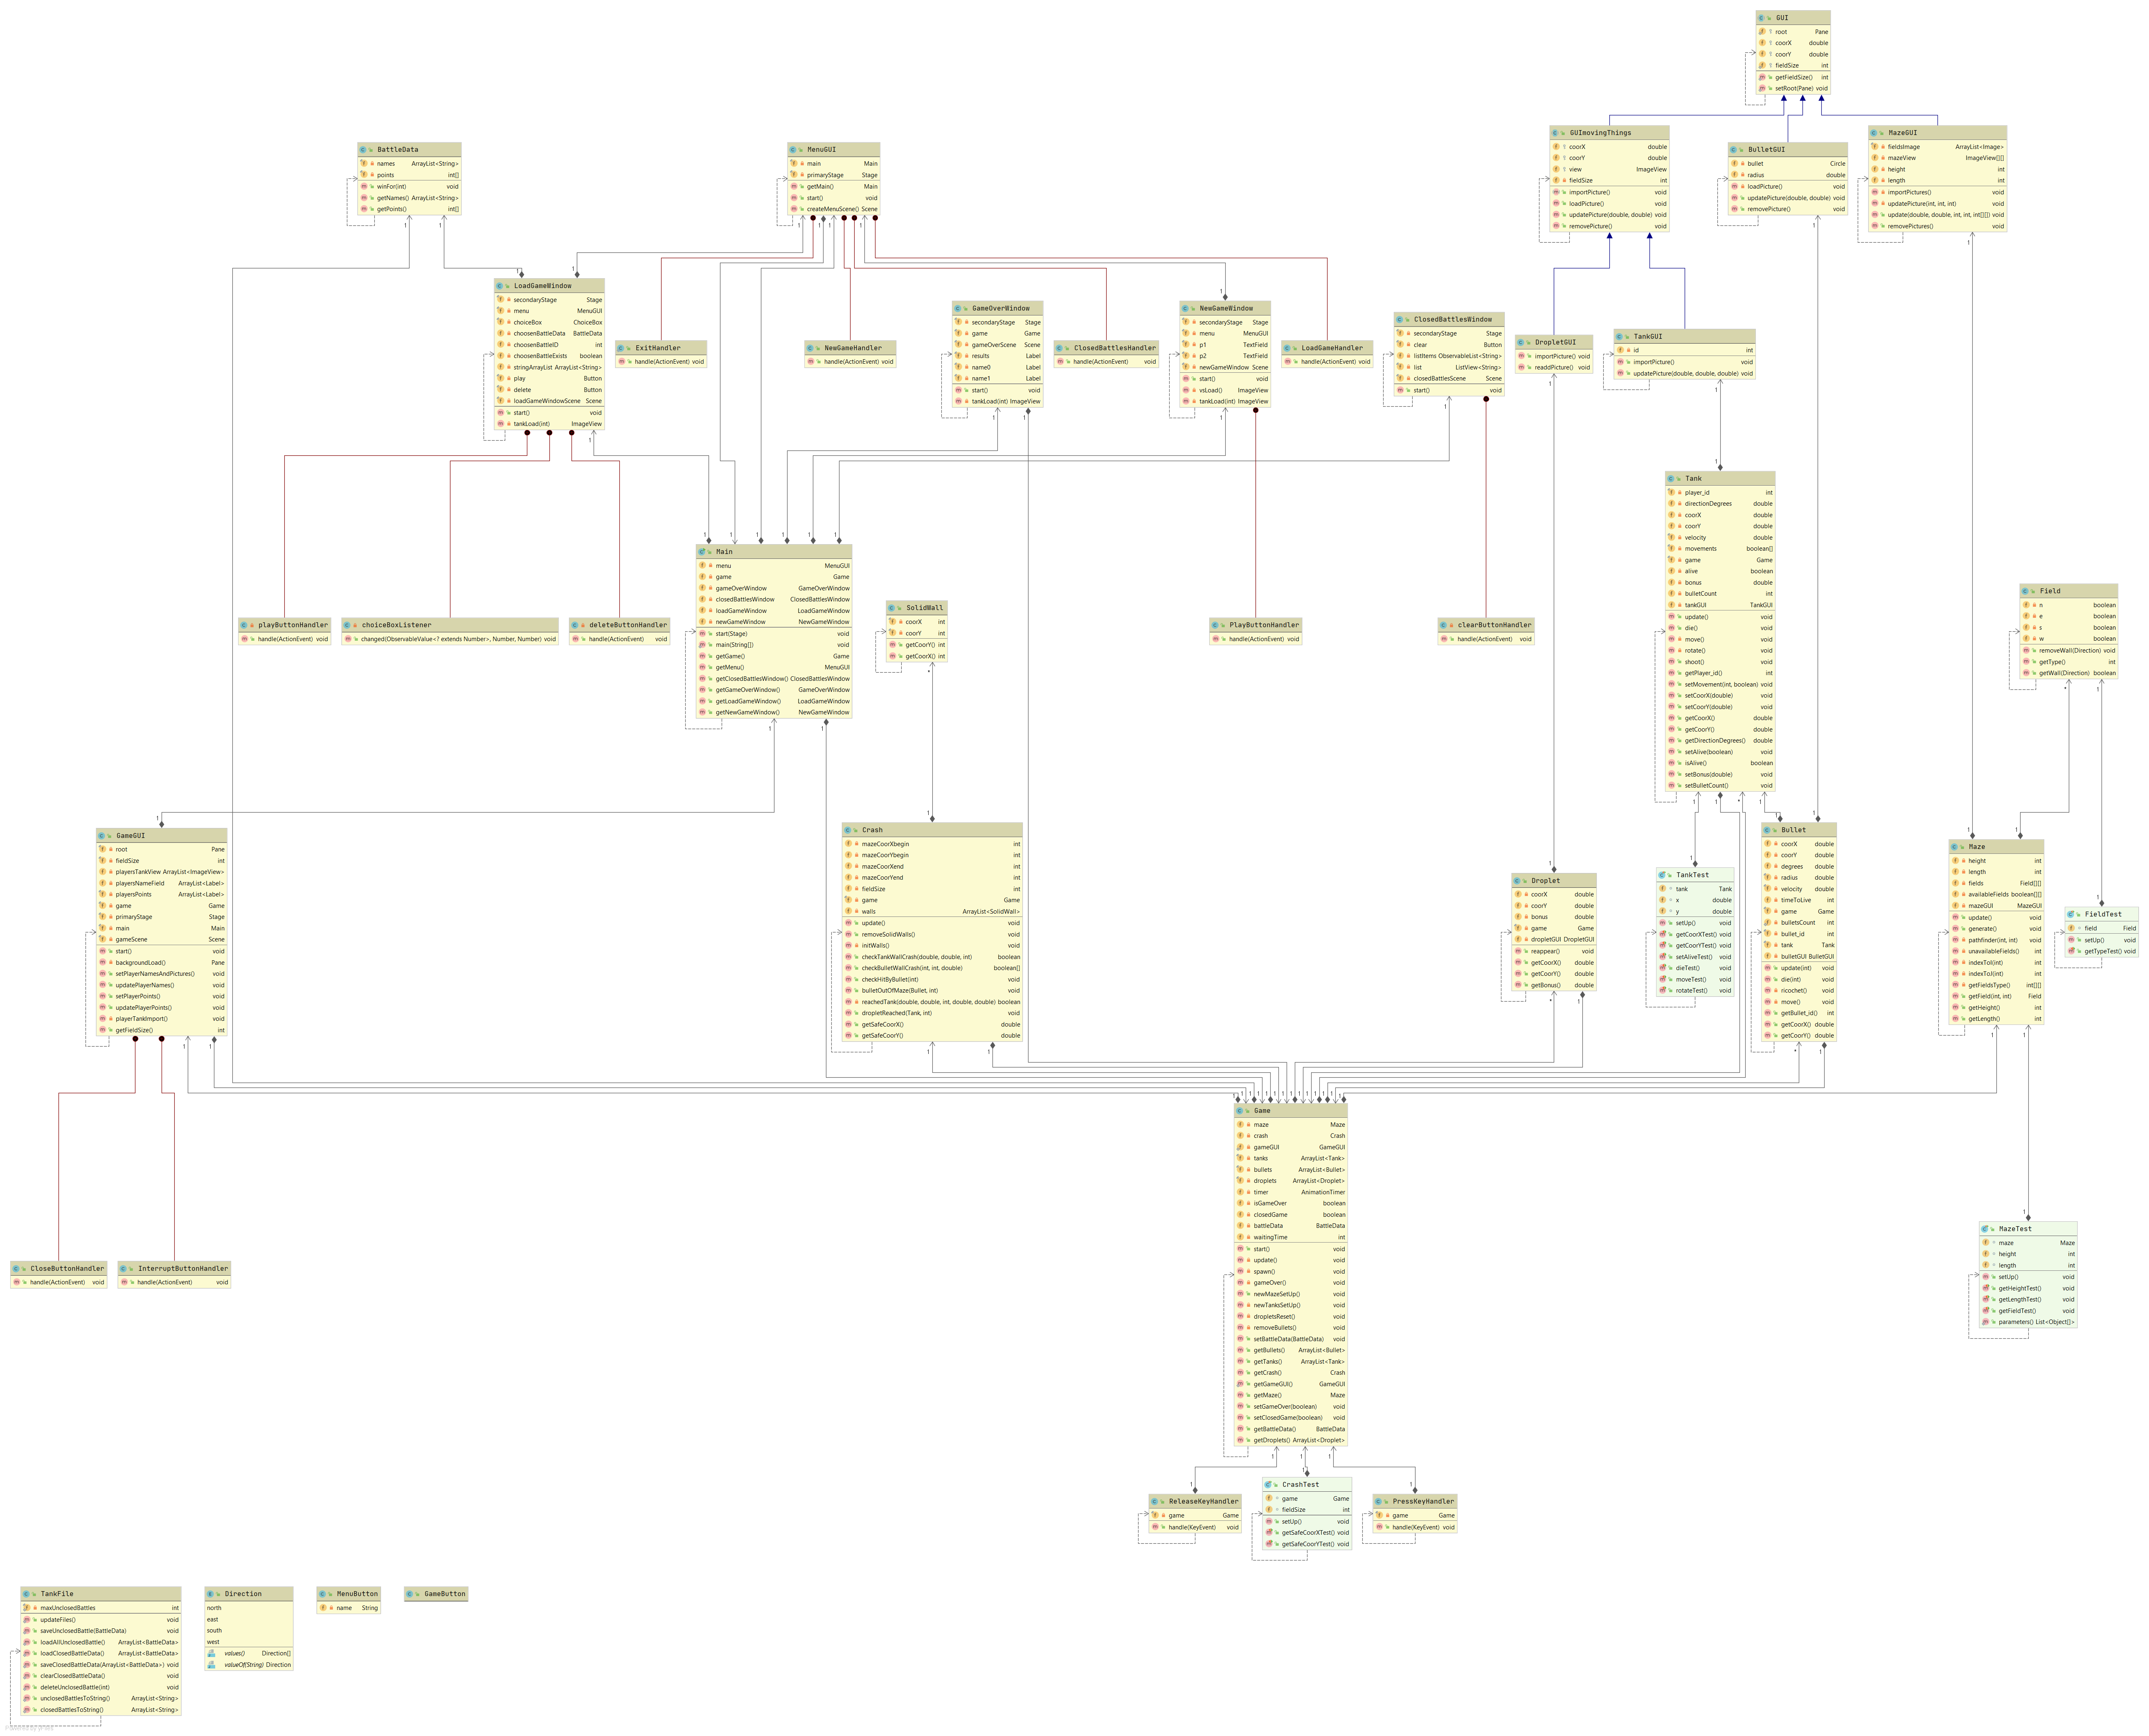 GUI
root Pane
coorX double
coorY double
fieldSize int
getFieldSize() int
setRoot(Pane) void
GUImovingThings
coorX double
coorY double
view ImageView
fieldSize int
importPicture() void
loadPicture() void
updatePicture(double, double) void
removePicture() void
BulletGUI
bullet Circle
radius double
loadPicture() void
updatePicture(double, double) void
removePicture() void
MazeGUI
fieldsImage ArrayList<Image>
mazeView ImageView[][]
height int
length int
importPictures() void
updatePicture(int, int, int) void
update(double, double, int, int, int[][]) void
removePictures() void
BattleData
names ArrayList<String>
points int[]
winFor(int) void
getNames() ArrayList<String>
getPoints() int[]
MenuGUI
main Main
primaryStage Stage
getMain() Main
start() void
createMenuScene() Scene
LoadGameWindow
secondaryStage Stage
menu MenuGUI
choiceBox ChoiceBox
choosenBattleData BattleData
choosenBattleID int
choosenBattleExists boolean
stringArrayList ArrayList<String>
play Button
delete Button
loadGameWindowScene Scene
start() void
tankLoad(int) ImageView
ExitHandler
handle(ActionEvent) void
NewGameHandler
handle(ActionEvent) void
GameOverWindow
secondaryStage Stage
game Game
gameOverScene Scene
results Label
name0 Label
name1 Label
start() void
tankLoad(int) ImageView
ClosedBattlesHandler
handle(ActionEvent) void
NewGameWindow
secondaryStage Stage
menu MenuGUI
p1 TextField
p2 TextField
newGameWindow Scene
start() void
vsLoad() ImageView
tankLoad(int) ImageView
LoadGameHandler
handle(ActionEvent) void
ClosedBattlesWindow
secondaryStage Stage
clear Button
listItems ObservableList<String>
list ListView<String>
closedBattlesScene Scene
start() void
DropletGUI
importPicture() void
readdPicture() void
TankGUI
id int
importPicture() void
updatePicture(double, double, double) void
Tank
player_id int
directionDegrees double
coorX double
coorY double
velocity double
movements boolean[]
game Game
alive boolean
bonus double
bulletCount int
tankGUI TankGUI
update() void
die() void
move() void
rotate() void
shoot() void
getPlayer_id() int
setMovement(int, boolean) void
setCoorX(double) void
setCoorY(double) void
getCoorX() double
getCoorY() double
getDirectionDegrees() double
setAlive(boolean) void
isAlive() boolean
setBonus(double) void
setBulletCount() void
Main
menu MenuGUI
game Game
gameOverWindow GameOverWindow
closedBattlesWindow ClosedBattlesWindow
loadGameWindow LoadGameWindow
newGameWindow NewGameWindow
start(Stage) void
main(String[]) void
getGame() Game
getMenu() MenuGUI
getClosedBattlesWindow() ClosedBattlesWindow
getGameOverWindow() GameOverWindow
getLoadGameWindow() LoadGameWindow
getNewGameWindow() NewGameWindow
SolidWall
coorX int
coorY int
getCoorY() int
getCoorX() int
playButtonHandler
handle(ActionEvent) void
choiceBoxListener
changed(ObservableValue<? extends Number>, Number, Number) void
deleteButtonHandler
handle(ActionEvent) void
PlayButtonHandler
handle(ActionEvent) void
clearButtonHandler
handle(ActionEvent) void
Field
n boolean
e boolean
s boolean
w boolean
removeWall(Direction) void
getType() int
getWall(Direction) boolean
GameGUI
root Pane
fieldSize int
playersTankView ArrayList<ImageView>
playersNameField ArrayList<Label>
playersPoints ArrayList<Label>
game Game
primaryStage Stage
main Main
gameScene Scene
start() void
backgroundLoad() Pane
setPlayerNamesAndPictures() void
updatePlayerNames() void
setPlayerPoints() void
updatePlayerPoints() void
playerTankImport() void
getFieldSize() int
Crash
mazeCoorXbegin int
mazeCoorYbegin int
mazeCoorXend int
mazeCoorYend int
fieldSize int
game Game
walls ArrayList<SolidWall>
update() void
removeSolidWalls() void
initWalls() void
checkTankWallCrash(double, double, int) boolean
checkBulletWallCrash(int, int, double) boolean[]
checkHitByBullet(int) void
bulletOutOfMaze(Bullet, int) void
reachedTank(double, double, int, double, double) boolean
dropletReached(Tank, int) void
getSafeCoorX() double
getSafeCoorY() double
Droplet
coorX double
coorY double
bonus double
game Game
dropletGUI DropletGUI
reappear() void
getCoorX() double
getCoorY() double
getBonus() double
TankTest
tank Tank
x double
y double
setUp() void
getCoorXTest() void
getCoorYTest() void
setAliveTest() void
dieTest() void
moveTest() void
rotateTest() void
Bullet
coorX double
coorY double
degrees double
radius double
velocity double
timeToLive int
game Game
bulletsCount int
bullet_id int
tank Tank
bulletGUI BulletGUI
update(int) void
die(int) void
ricochet() void
move() void
getBullet_id() int
getCoorX() double
getCoorY() double
Maze
height int
length int
fields Field[][]
availableFields boolean[][]
mazeGUI MazeGUI
update() void
generate() void
pathfinder(int, int) void
unavailableFields() void
indexToI(int) int
indexToJ(int) int
getFieldsType() int[][]
getField(int, int) Field
getHeight() int
getLength() int
FieldTest
field Field
setUp() void
getTypeTest() void
Game
maze Maze
crash Crash
gameGUI GameGUI
tanks ArrayList<Tank>
bullets ArrayList<Bullet>
droplets ArrayList<Droplet>
timer AnimationTimer
isGameOver boolean
closedGame boolean
battleData BattleData
waitingTime int
start() void
update() void
spawn() void
gameOver() void
newMazeSetUp() void
newTanksSetUp() void
dropletsReset() void
removeBullets() void
setBattleData(BattleData) void
getBullets() ArrayList<Bullet>
getTanks() ArrayList<Tank>
getCrash() Crash
getGameGUI() GameGUI
getMaze() Maze
setGameOver(boolean) void
setClosedGame(boolean) void
getBattleData() BattleData
getDroplets() ArrayList<Droplet>
CloseButtonHandler
handle(ActionEvent) void
InterruptButtonHandler
handle(ActionEvent) void
MazeTest
maze Maze
height int
length int
setUp() void
getHeightTest() void
getLengthTest() void
getFieldTest() void
parameters() List<Object[]>
ReleaseKeyHandler
game Game
handle(KeyEvent) void
CrashTest
game Game
fieldSize int
setUp() void
getSafeCoorXTest() void
getSafeCoorYTest() void
PressKeyHandler
game Game
handle(KeyEvent) void
TankFile
maxUnclosedBattles int
updateFiles() void
saveUnclosedBattle(BattleData) void
loadAllUnclosedBattle() ArrayList<BattleData>
loadClosedBattleData() ArrayList<BattleData>
saveClosedBattleData(ArrayList<BattleData>) void
clearClosedBattleData() void
deleteUnclosedBattle(int) void
unclosedBattlesToString() ArrayList<String>
closedBattlesToString() ArrayList<String>
Direction
north
east
south
west
values() Direction[]
valueOf(String) Direction
MenuButton
name String
GameButton